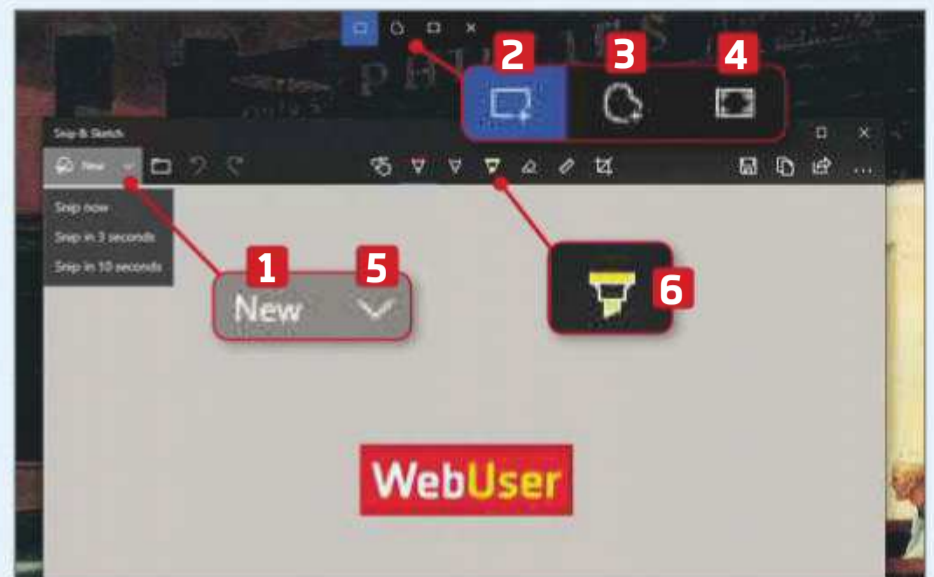 2 3 4
Snip & Sketch
New
Snip now
Snip in 3 seconds
Snip in 10 seconds
1 5
New
6
WebUser